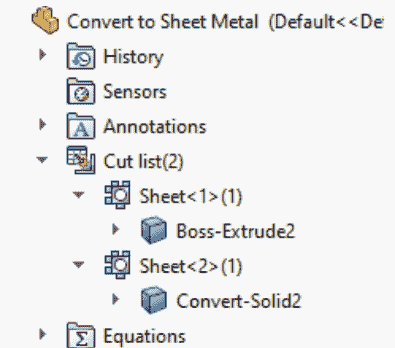 Convert to Sheet Metal (Default<<De
History
Sensors
Annotations
Cut list(2)
Sheet<1>(1)
Boss-Extrude2
Sheet<2>(1)
Convert-Solid2
Equations